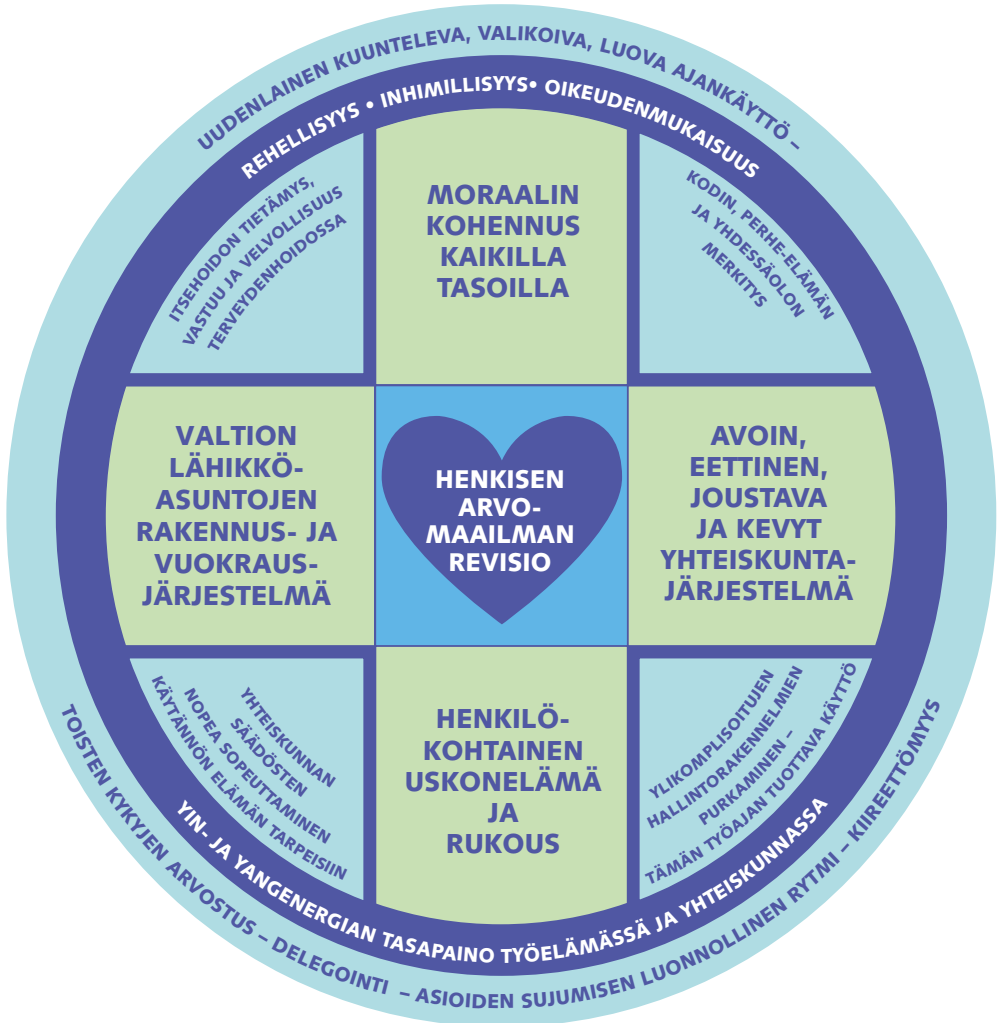 UUDENLAINEN KUUNTELEVA, VALIKOIVA, LUOVA AJANKÄYTTÖ –
REHELLISYYS • INHIMILLISYYS• OIKEUDENMUKAISUUS
ITSEHOIDON TIETÄMYS,
VASTUU JA VELVOLLISUUS
TERVEYDENHOIDOSSA
MORAALIN
KOHENNUS
KAIKILLA
TASOILLA
KODIN, PERHE-ELÄMÄN
JA YHDESSÄOLON
MERKITYS
VALTION
LÄHIKKÖ-
ASUNTOJEN
RAKENNUS- JA
VUOKRAUS-
JÄRJESTELMÄ
HENKISEN
ARVO-
MAAILMAN
REVISIO
AVOIN,
EETTINEN,
JOUSTAVA
JA KEVYT
YHTEISKUNTA-
JÄRJESTELMÄ
YHTEISKUNNAN
SÄÄDÖSTEN
NOPEA SOPEUTTAMINEN
KÄYTÄNNÖN ELÄMÄN TARPEISIIN
HENKILÖ-
KOHTAINEN
USKONELÄMÄ
JA
RUKOUS
YLIKOMPLISOITUJEN
HALLINTORAKENNELMIEN
PURKAMINEN –
TÄMÄN TYÖAJAN TUOTTAVA KÄYTTÖ
YIN- JA YANGENERGIAN TASAPAINO TYÖELÄMÄSSÄ JA YHTEISKUNNASSA
TOISTEN KYKYJEN ARVOSTUS – DELEGOINTI – ASIOIDEN SUJUMISEN LUONNOLLINEN RYTMI – KIIREETTÖMYYS